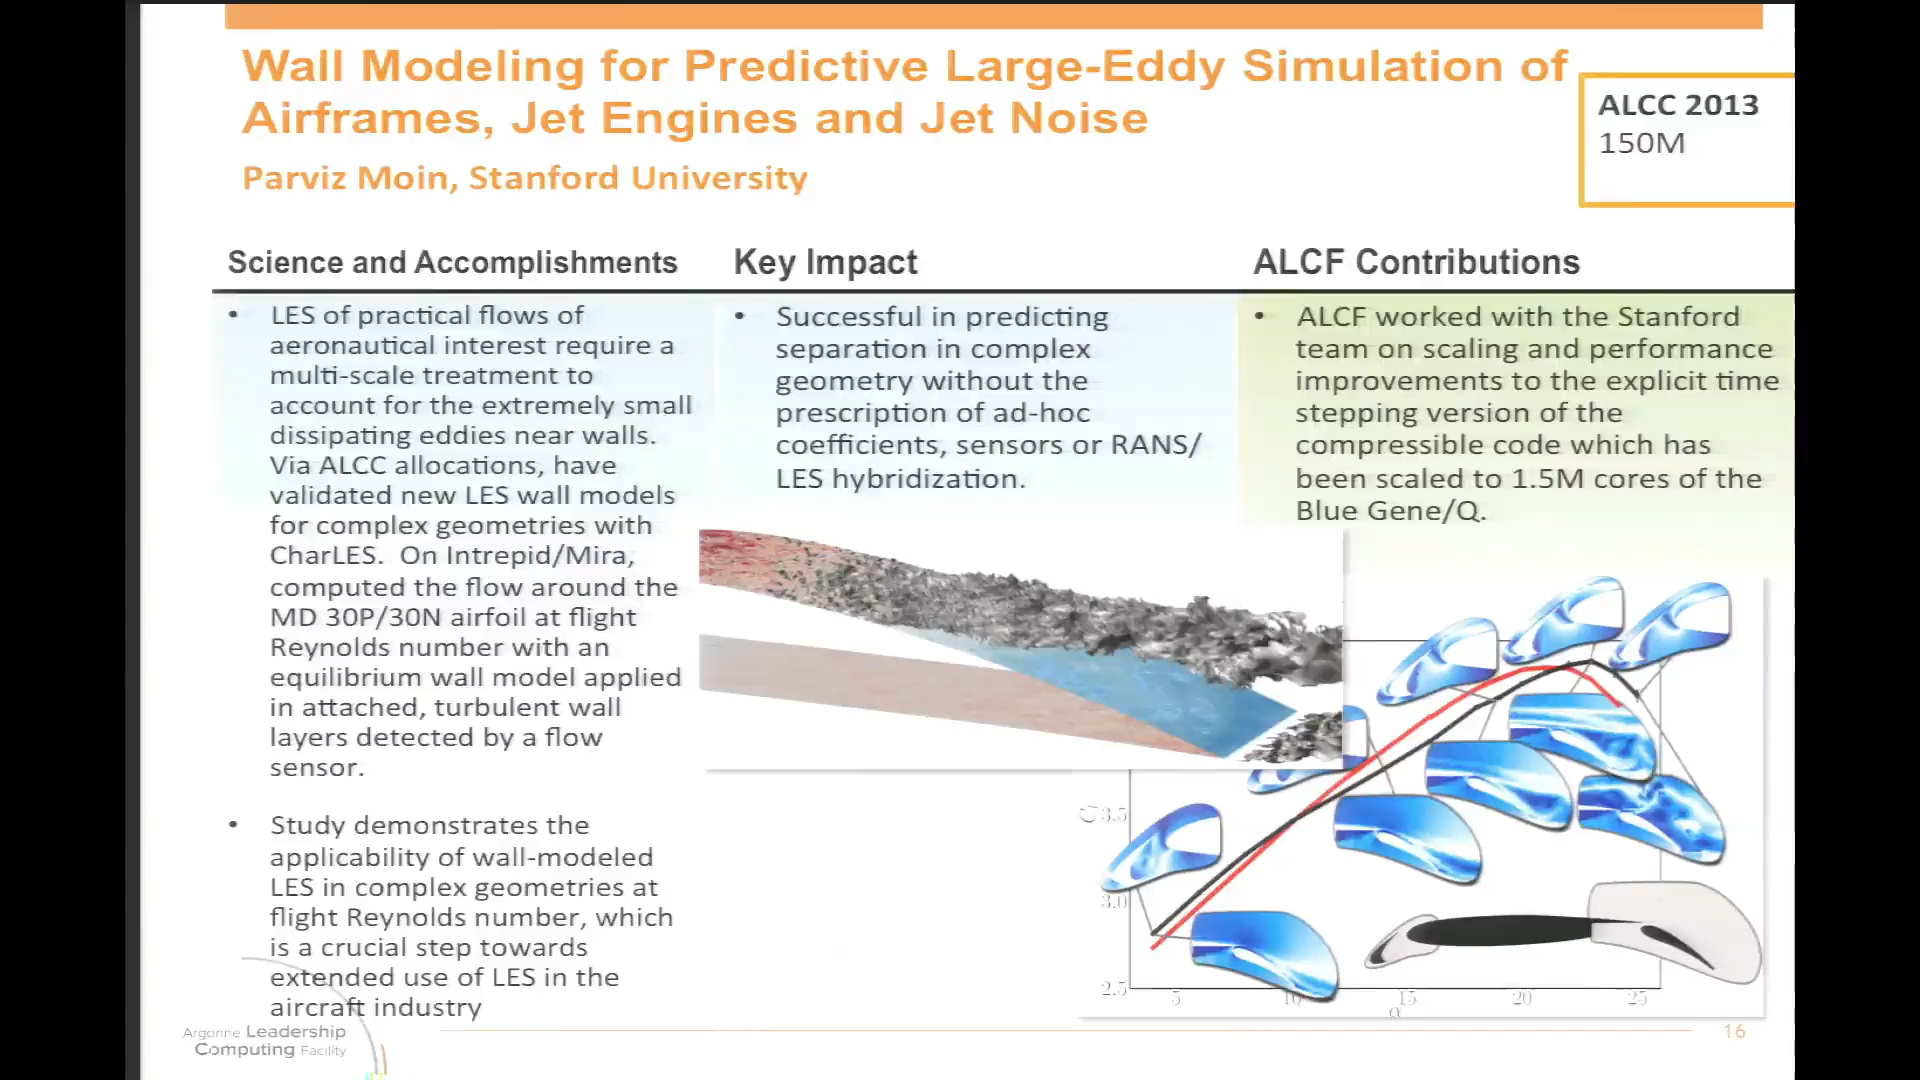 Wall Modeling for Predictive Large-Eddy Simulation of
Airframes, Jet Engines and Jet Noise
Parviz Moin, Stanford University
ALCC 2013
150M
Science and Accomplishments
• LES of practical flows of
aeronautical interest require a
multi-scale treatment to
account for the extremely small
dissipating eddies near walls.
Via ALCC allocations, have
validated new LES wall models
for complex geometries with
CharLES. On Intrepid/Mira,
computed the flow around the
MD 30P/30N airfoil at flight
Reynolds number with an
equilibrium wall model applied
in attached, turbulent wall
layers detected by a flow
sensor.
• Study demonstrates the
applicability of wall-modeled
LES in complex geometries at
flight Reynolds number, which
is a crucial step towards
extended use of LES in the
aircraft industry
Key Impact
• Successful in predicting
separation in complex
geometry without the
prescription of ad-hoc
coefficients, sensors or RANS/
LES hybridization.
ALCF Contributions
• ALCF worked with the Stanford
team on scaling and performance
improvements to the explicit time
stepping version of the
compressible code which has
been scaled to 1.5M cores of the
Blue Gene/Q.
3.5
3.0
2.5
5 10 15 20 25
α
Argonne Leadership
Computing Facility
16